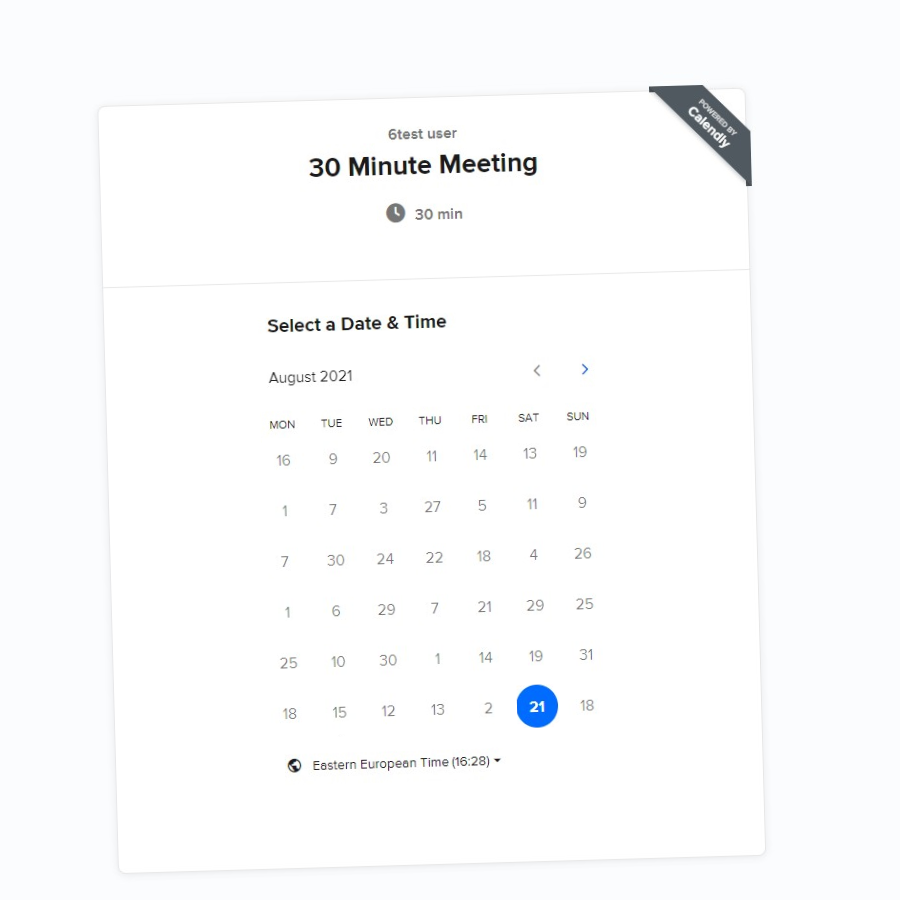 POWERED BY
Calendly
6test user
30 Minute Meeting
30 min
Select a Date & Time
August 2021
MON TUE WED THU FRI SAT SUN
16 9 20 11 14 13 19
1 7 3 27 5 11 9
7 30 24 22 18 4 26
1 6 29 7 21 29 25
25 10 30 1 14 19 31
18 15 12 13 2 21 18
Eastern European Time (16:28)